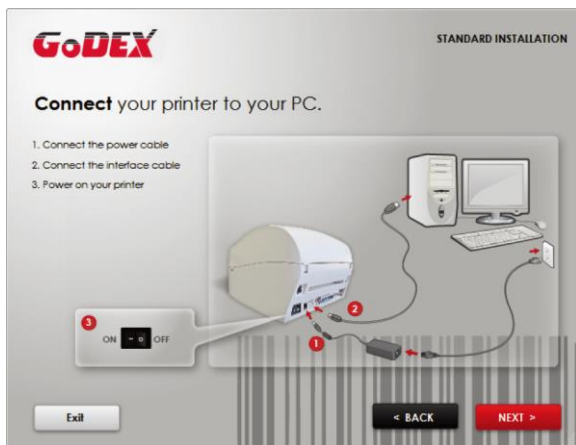 GoDEX
STANDARD INSTALLATION
Connect your printer to your PC.
1. Connect the power cable
2. Connect the interface cable
3. Power on your printer
2
3
ON - o OFF
1
Exit
< BACK
NEXT >